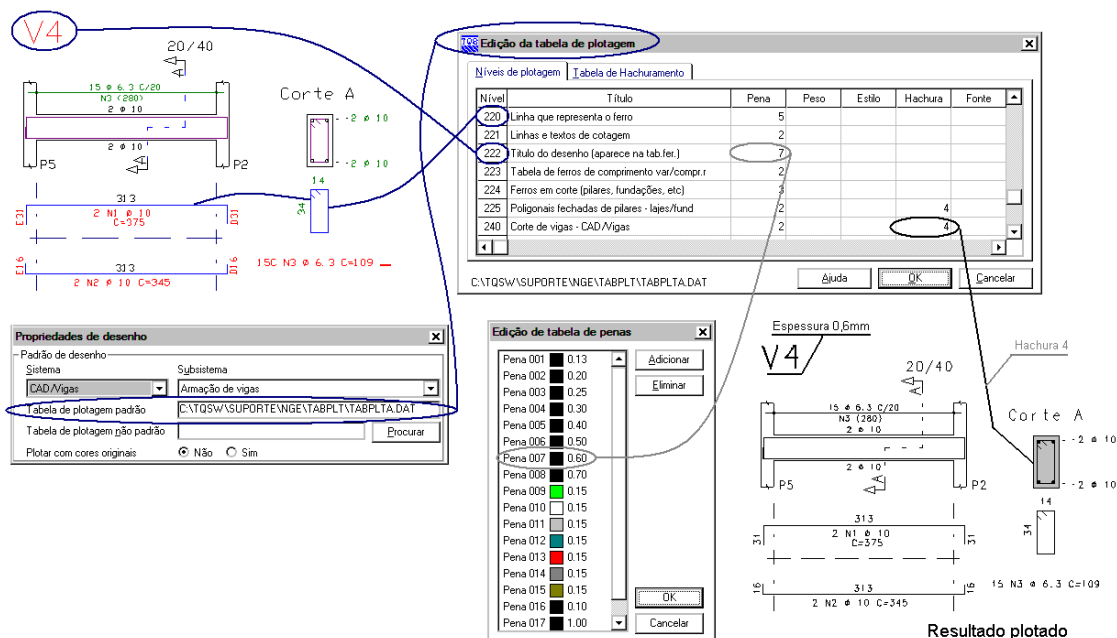 V4
20/40
15 ø 6.3 C/20
N3 (280)
2 ø 10
2 ø 10
A
P5
P2
Corte A
2 ø 10
2 ø 10
14
34
313
2 N1 ø 10
C=375
313
2 N2 ø 10 C=345
15C N3 ø 6.3 C=109
Edição da tabela de plotagem
Níveis de plotagem
Tabela de Hachuramento
Nível Título Pena Peso Estilo Hachura Fonte
220 Linha que representa o ferro 5
221 Linhas e textos de cotagem 2
222 Título do desenho (aparece na tab.fer.) 7
223 Tabela de ferros de comprimento var/compr.r 2
224 Ferros em corte (pilares, fundações, etc) 3
225 Poligonais fechadas de pilares - lajes/fund 2 4
240 Corte de vigas - CAD/Vigas 2 4
C:\TQSW\SUPORTE\NGE\TABPLT\TABPLTA.DAT
Ajuda
OK
Cancelar
Propriedades de desenho
Padrão de desenho
Sistema
Subsistema
CAD/Vigas
Armação de vigas
Tabela de plotagem padrão
C:\TQSW\SUPORTE\NGE\TABPLT\TABPLTA.DAT
Tabela de plotagem não padrão
Procurar
Plotar com cores originais
Não
Sim
Edição de tabela de penas
Pena 001 0.13
Pena 002 0.20
Pena 003 0.25
Pena 004 0.30
Pena 005 0.40
Pena 006 0.50
Pena 007 0.60
Pena 008 0.70
Pena 009 0.15
Pena 010 0.15
Pena 011 0.15
Pena 012 0.15
Pena 013 0.15
Pena 014 0.15
Pena 015 0.15
Pena 016 0.10
Pena 017 1.00
Adicionar
Eliminar
OK
Cancelar
Espessura 0,6mm
V4
Hachura 4
20/40
15 ø 6.3 C/20
N3 (280)
2 ø 10
2 ø 10
A
P5
P2
Corte A
2 ø 10
2 ø 10
14
34
313
2 N1 ø 10
C=375
31
31
313
2 N2 ø 10 C=345
16
16
15 N3 ø 6.3 C=109
Resultado plotado